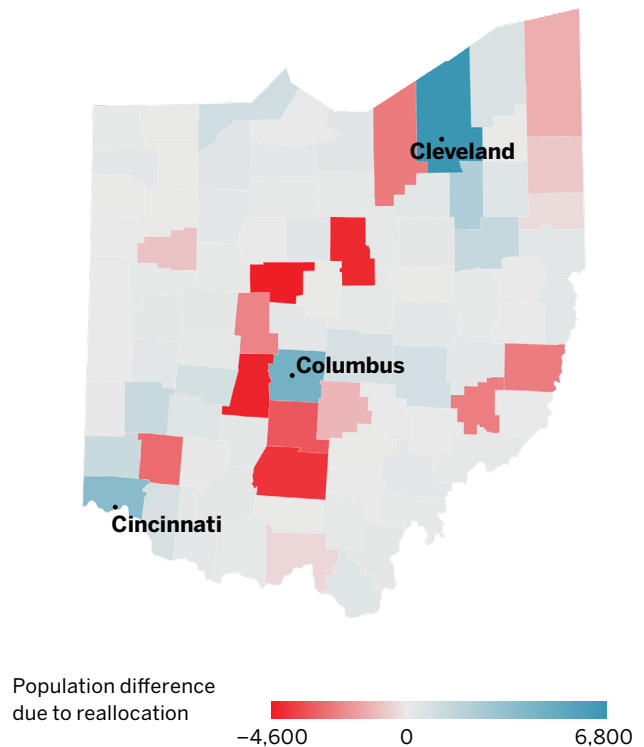 Cleveland
Columbus
Cincinnati
Population difference
due to reallocation
−4,600 0 6,800